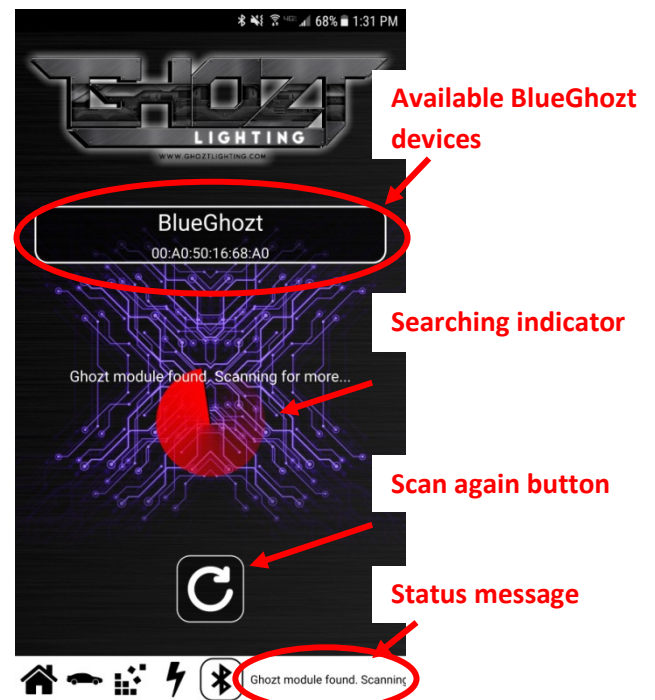 4G 68% 1:31 PM
GHOZT
LIGHTING
WWW.GHOZTLIGHTING.COM
Available BlueGhozt
devices
BlueGhozt
00:A0:50:16:68:A0
Searching indicator
Ghozt module found. Scanning for more...
Scan again button
Status message
Ghozt module found. Scanning